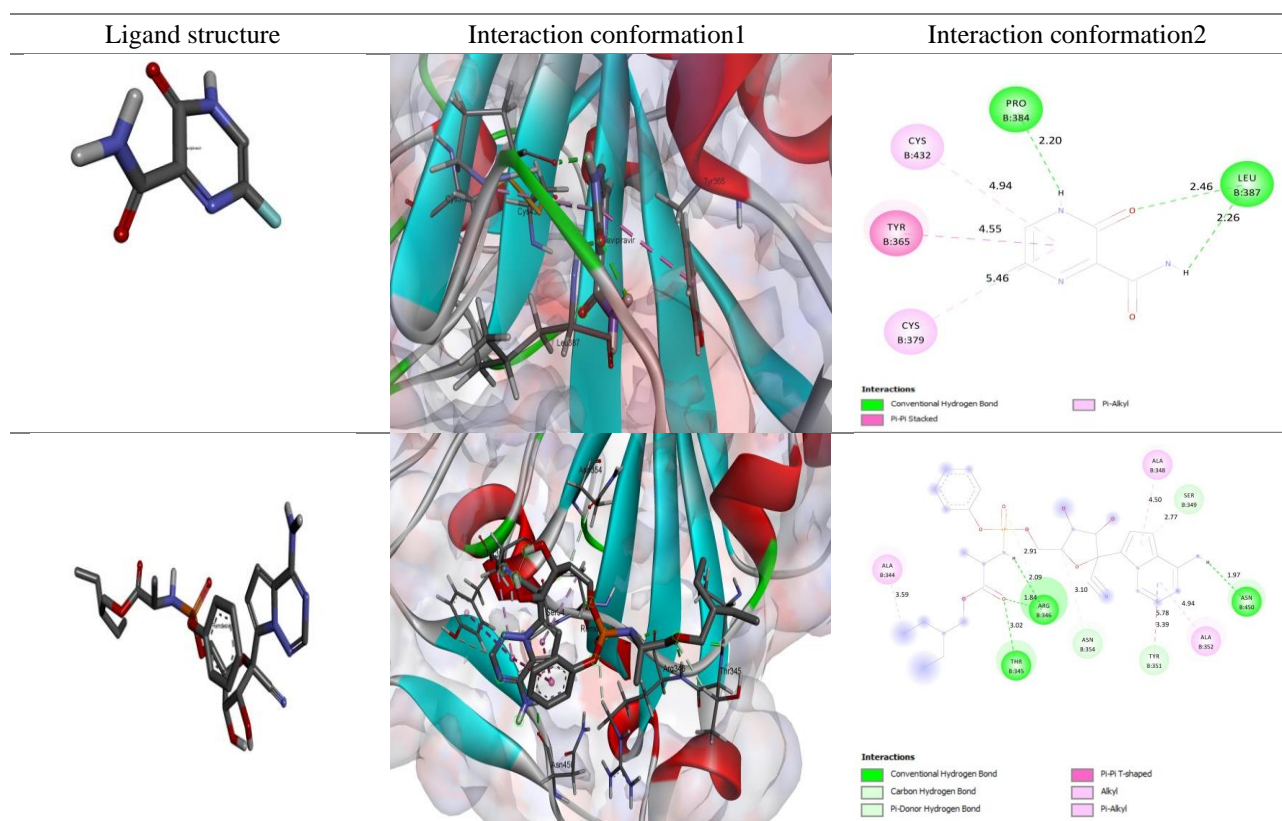 Ligand structure Interaction conformation1 Interaction conformation2
Tyr365
Leu387
PRO
B:384
CYS
B:432
2.20
LEU
B:387
2.46
4.94
H
O
N
2.26
TYR
B:365
4.55
H
N
N
5.46
O
CYS
B:379
Interactions
Conventional Hydrogen Bond
Pi-Pi Stacked
Pi-Alkyl
Arg346
Thr345
ALA
B:348
SER
B:349
4.50
2.77
2.91
ALA
B:344
2.09
1.97
3.59
1.84
3.10
ARG
B:346
5.78
4.94
ASN
B:450
3.39
3.02
ASN
B:354
THR
B:345
TYR
B:351
ALA
B:352
Interactions
Conventional Hydrogen Bond
Carbon Hydrogen Bond
Pi-Donor Hydrogen Bond
Pi-Pi T-shaped
Alkyl
Pi-Alkyl